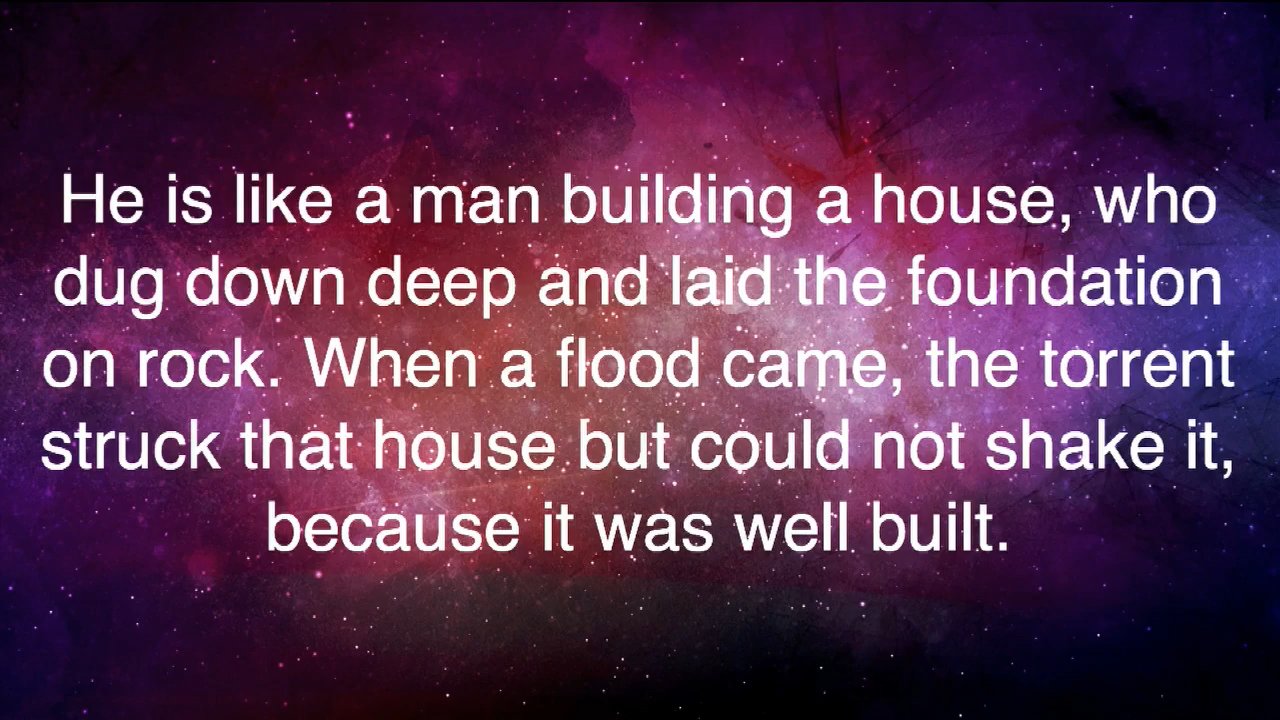 He is like a man building a house, who
dug down deep and laid the foundation
on rock. When a flood came, the torrent
struck that house but could not shake it,
because it was well built.